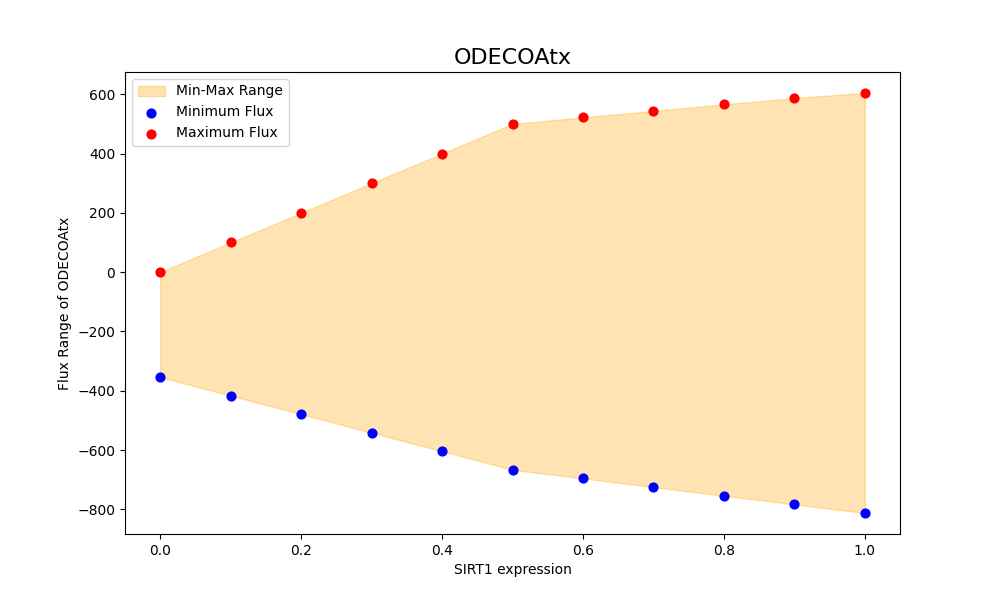 ODECOAtx
Min-Max Range
Minimum Flux
Maximum Flux
600
400
200
0
−200
−400
−600
−800
Flux Range of ODECOAtx
0.0 0.2 0.4 0.6 0.8 1.0
SIRT1 expression